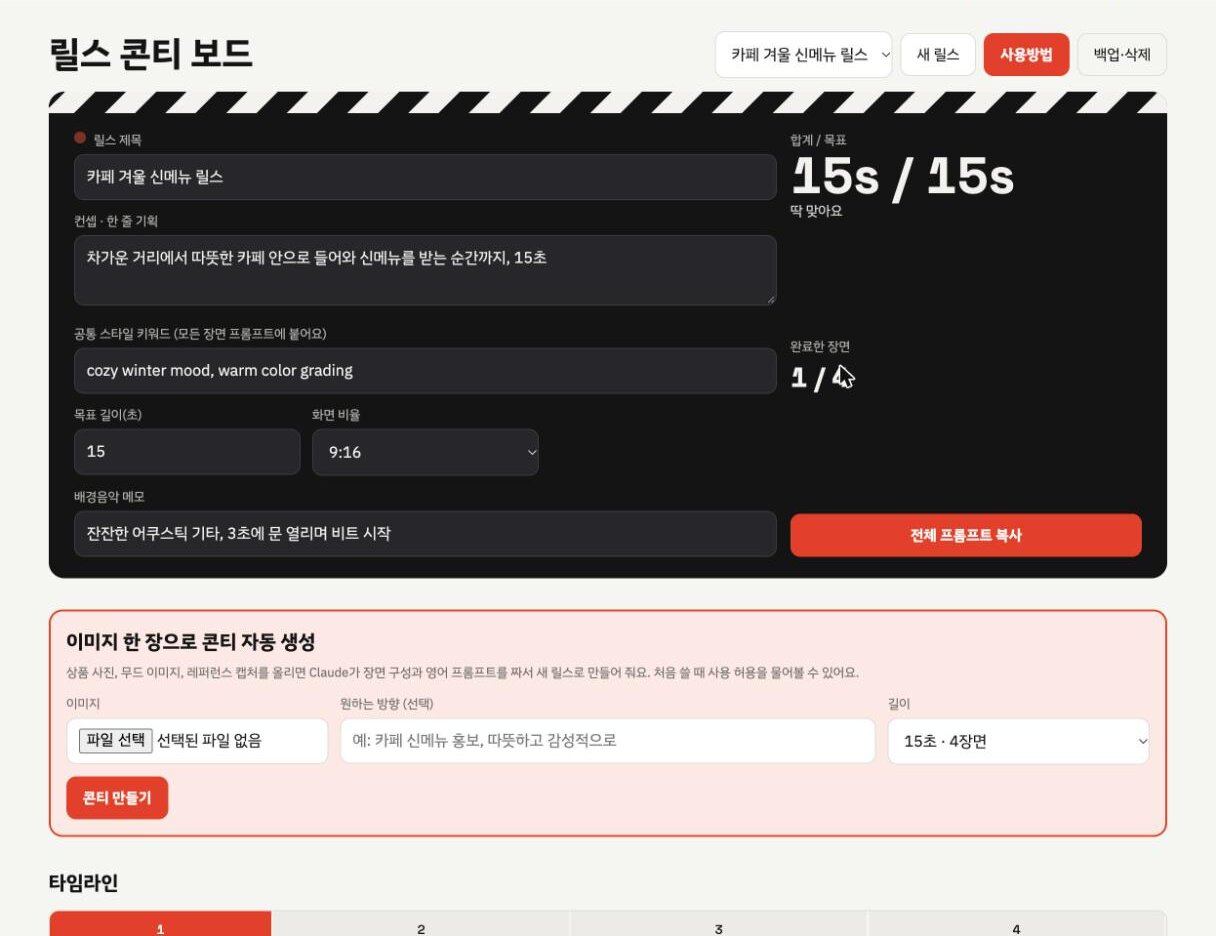 릴스 콘티 보드
카페 겨울 신메뉴 릴스
새 릴스
사용방법
백업·삭제
릴스 제목
카페 겨울 신메뉴 릴스
합계 / 목표
15s / 15s
딱 맞아요
컨셉 · 한 줄 기획
차가운 거리에서 따뜻한 카페 안으로 들어와 신메뉴를 받는 순간까지, 15초
공통 스타일 키워드 (모든 장면 프롬프트에 붙어요)
cozy winter mood, warm color grading
완료한 장면
1 / 4
목표 길이(초)
화면 비율
15
9:16
배경음악 메모
잔잔한 어쿠스틱 기타, 3초에 문 열리며 비트 시작
전체 프롬프트 복사
이미지 한 장으로 콘티 자동 생성
상품 사진, 무드 이미지, 레퍼런스 캡처를 올리면 Claude가 장면 구성과 영어 프롬프트를 짜서 새 릴스로 만들어 줘요. 처음 쓸 때 사용 허용을 물어볼 수 있어요.
이미지
원하는 방향 (선택)
길이
파일 선택 선택된 파일 없음
예: 카페 신메뉴 홍보, 따뜻하고 감성적으로
15초 · 4장면
콘티 만들기
타임라인
1
2
3
4